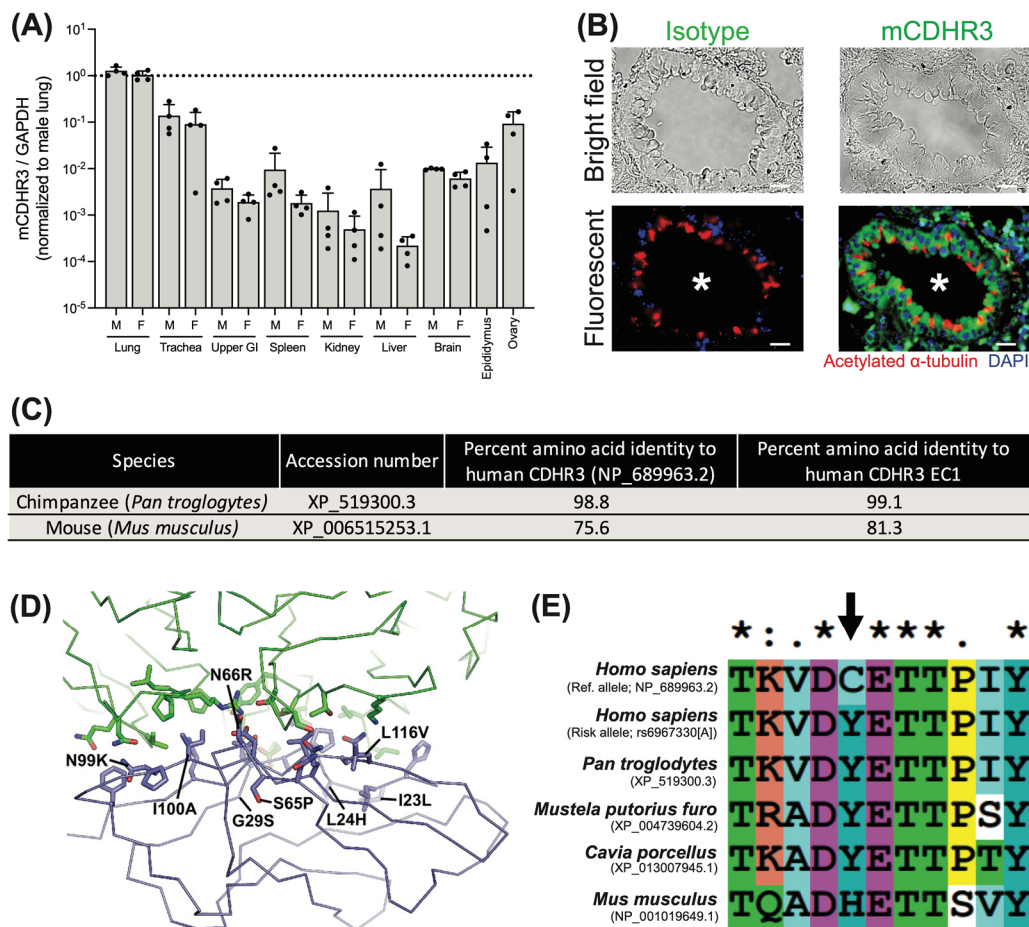 (A)
mCDHR3 / GAPDH
(normalized to male lung)
10⁰
10⁻¹
10⁻²
10⁻³
10⁻⁴
10⁻⁵
M F M F M F M F M F M F M F
Lung Trachea Upper GI Spleen Kidney Liver Brain Epididymus Ovary
(B)
Isotype mCDHR3
Bright field
Fluorescent
* *
Acetylated α-tubulin DAPI
(C)
Species Accession number Percent amino acid identity to human CDHR3 (NP_689963.2) Percent amino acid identity to human CDHR3 EC1
Chimpanzee (Pan troglogytes) XP_519300.3 98.8 99.1
Mouse (Mus musculus) XP_006515253.1 75.6 81.3
(D)
N66R
L116V
N99K
I100A
S65P
I23L
G29S
L24H
(E)
*:.* ***. *
Homo sapiens
(Ref. allele; NP_689963.2)
TKVDCETTPIY
Homo sapiens
(Risk allele; rs6967330[A])
TKVDYETTPIY
Pan troglodytes
(XP_519300.3)
TKVDYETTPIY
Mustela putorius furo
(XP_004739604.2)
TRADYETTPSY
Cavia porcellus
(XP_013007945.1)
TKADYETTPTY
Mus musculus
(NP_001019649.1)
TQADHETTSVY